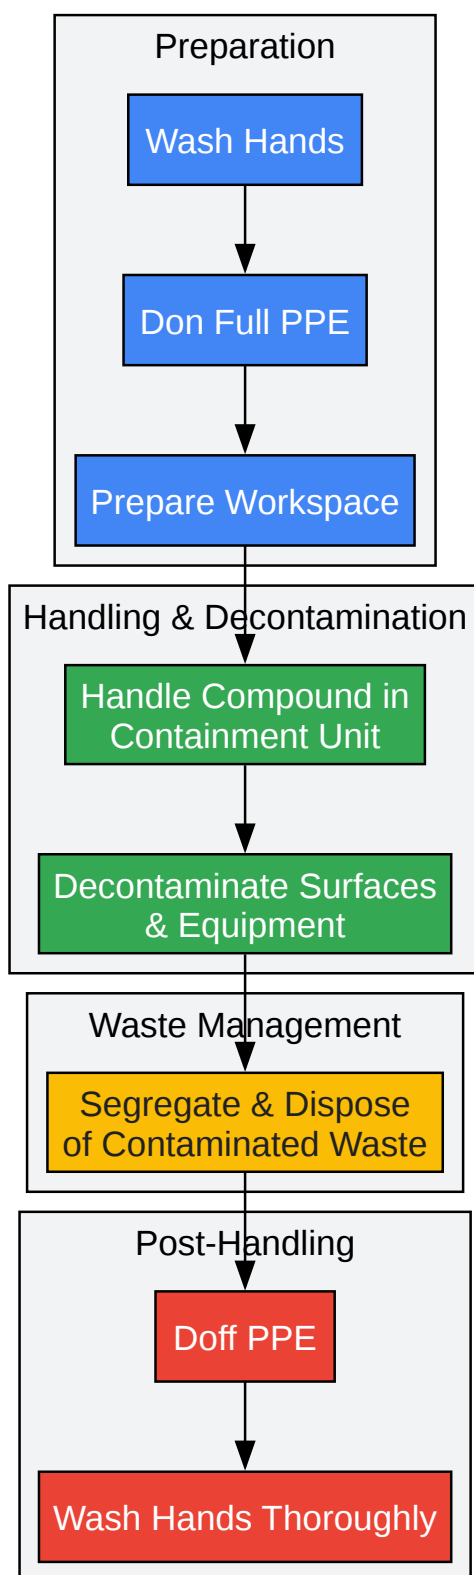 Preparation
Wash Hands
Don Full PPE
Prepare Workspace
Handling & Decontamination
Handle Compound in
Containment Unit
Decontaminate Surfaces
& Equipment
Waste Management
Segregate & Dispose
of Contaminated Waste
Post-Handling
Doff PPE
Wash Hands Thoroughly